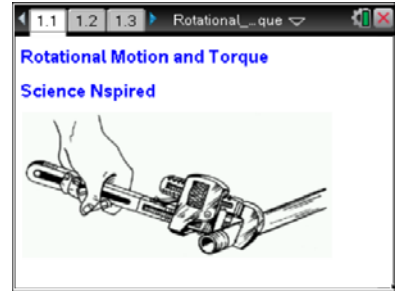 1.1 1.2 1.3 Rotational_...que
Rotational Motion and Torque
Science Nspired